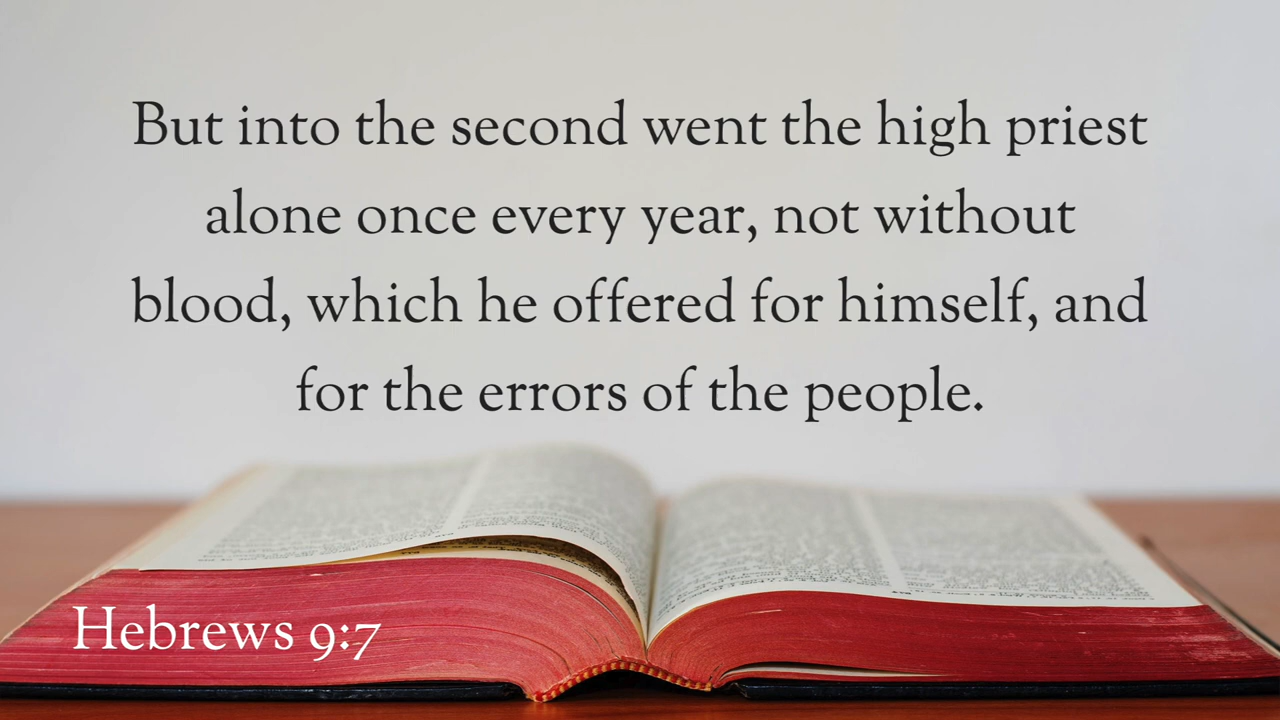 But into the second went the high priest
alone once every year, not without
blood, which he offered for himself, and
for the errors of the people.
Hebrews 9:7